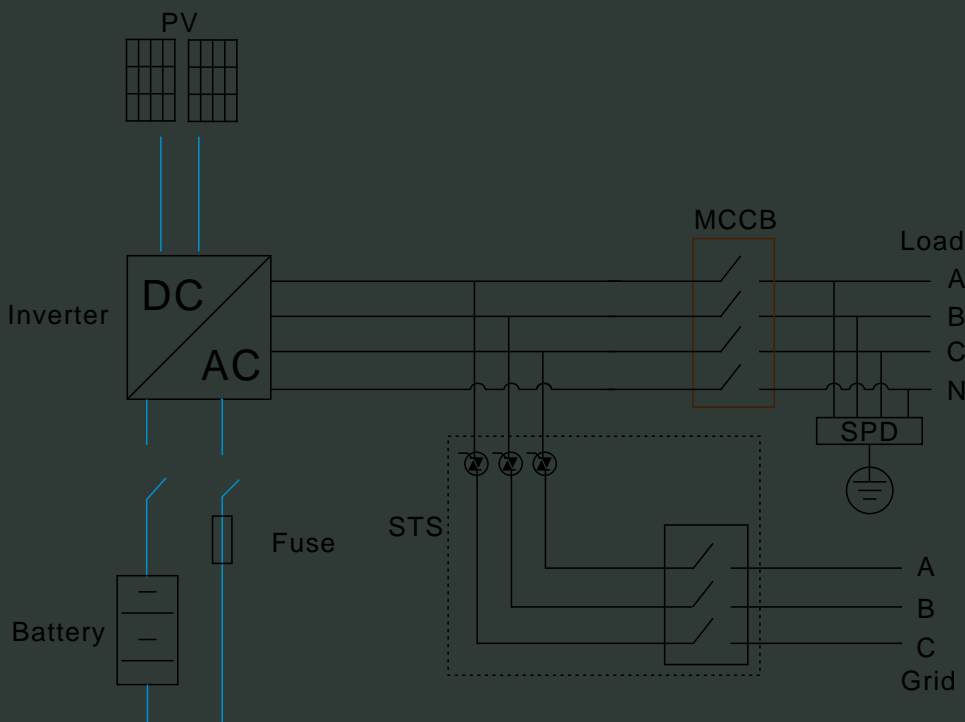 PV
MCCB
Load
A
Inverter
DC
B
C
AC
N
SPD
STS
Fuse
A
B
Battery
C
Grid